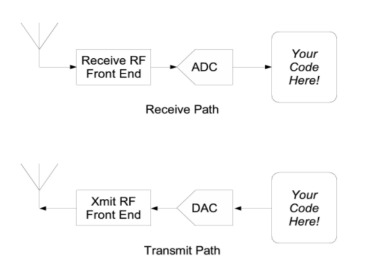 Receive RF
Front End
ADC
Your
Code
Here!
Receive Path
Xmit RF
Front End
DAC
Your
Code
Here!
Transmit Path